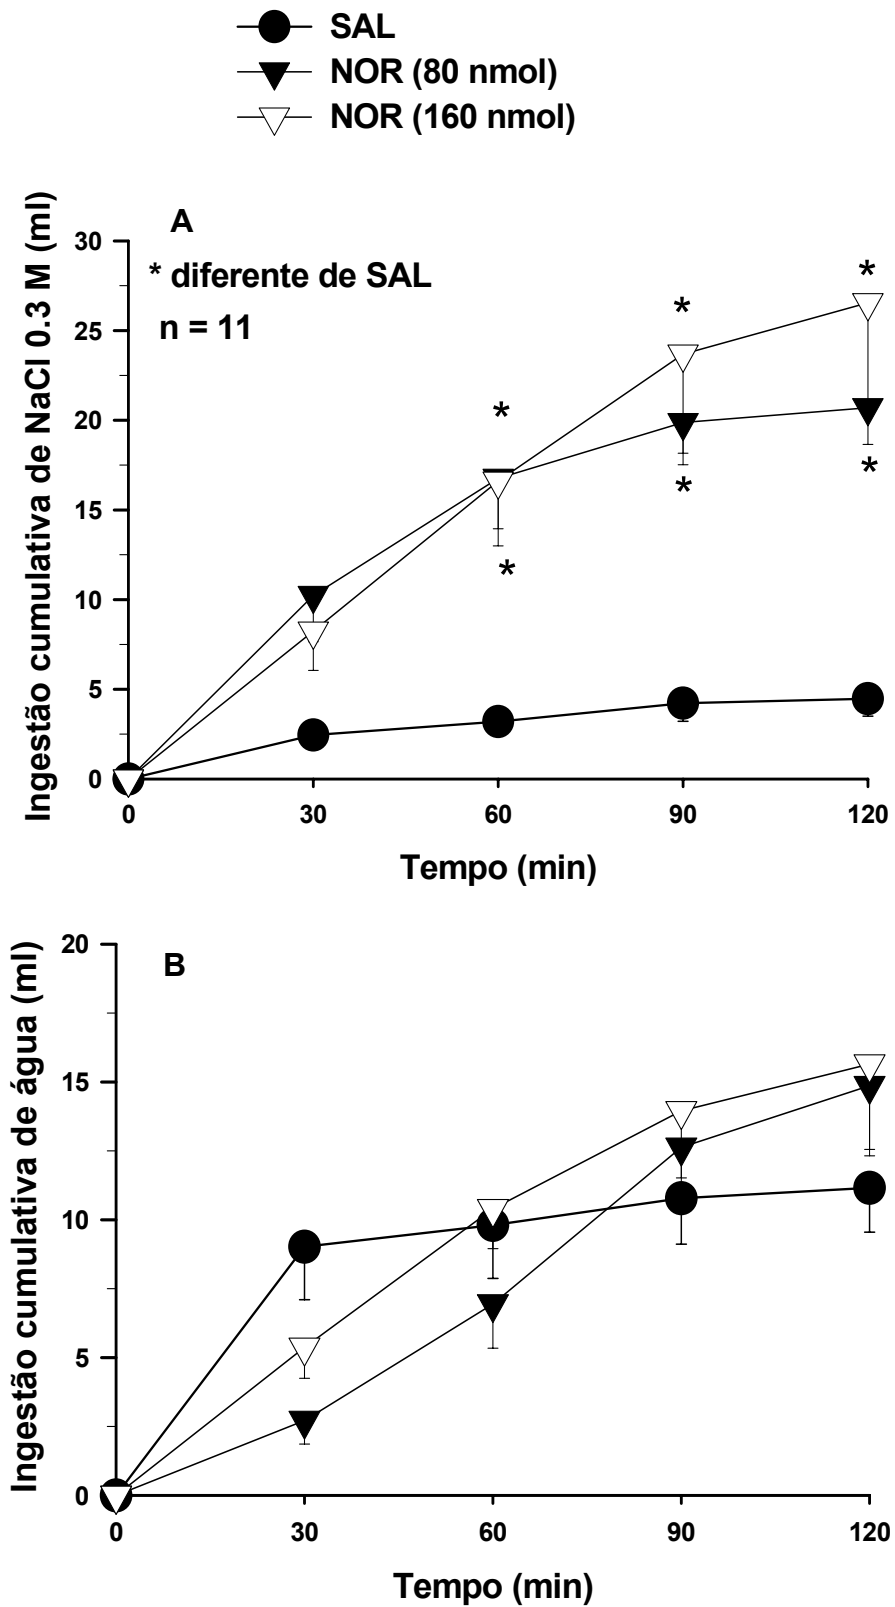 SAL
NOR (80 nmol)
NOR (160 nmol)
A
* diferente de SAL
n = 11
Ingestão cumulativa de NaCl 0.3 M (ml)
30
25
20
15
10
5
0
*
*
*
*
*
*
0 30 60 90 120
Tempo (min)
B
Ingestão cumulativa de água (ml)
20
15
10
5
0
0 30 60 90 120
Tempo (min)